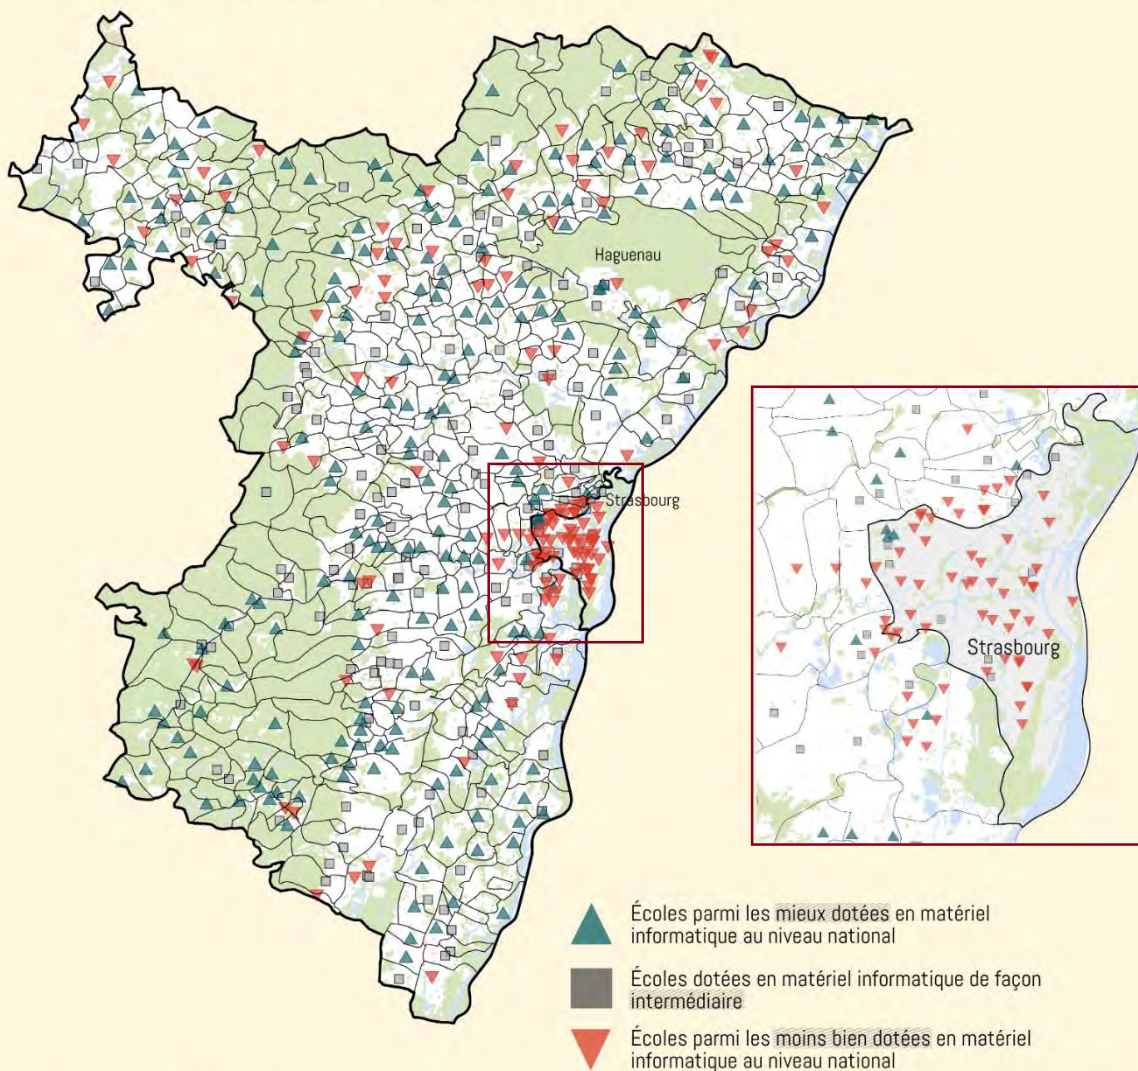 Haguenau
Strasbourg
Strasbourg
Écoles parmi les mieux dotées en matériel
informatique au niveau national
Écoles dotées en matériel informatique de façon
intermédiaire
Écoles parmi les moins bien dotées en matériel
informatique au niveau national